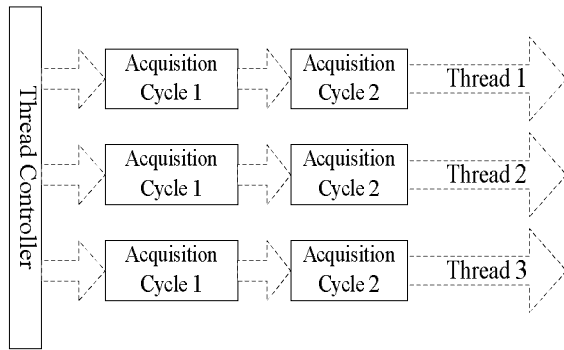 Thread Controller
Acquisition
Cycle 1
Acquisition
Cycle 2
Thread 1
Acquisition
Cycle 1
Acquisition
Cycle 2
Thread 2
Acquisition
Cycle 1
Acquisition
Cycle 2
Thread 3